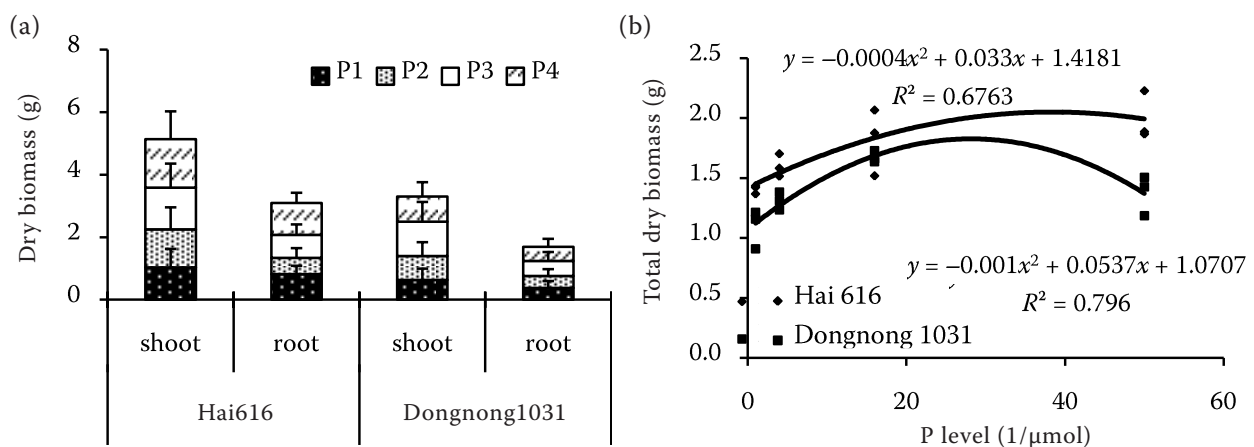 (a)
8
6
4
2
0
Dry biomass (g)
P1 P2 P3 P4
shoot root shoot root
Hai616 Dongnong1031
(b)
2.5
2.0
1.5
1.0
0.5
0.0
Total dry biomass (g)
y = −0.0004x² + 0.033x + 1.4181
R² = 0.6763
y = −0.001x² + 0.0537x + 1.0707
R² = 0.796
Hai 616
Dongnong 1031
0 20 40 60
P level (1/μmol)